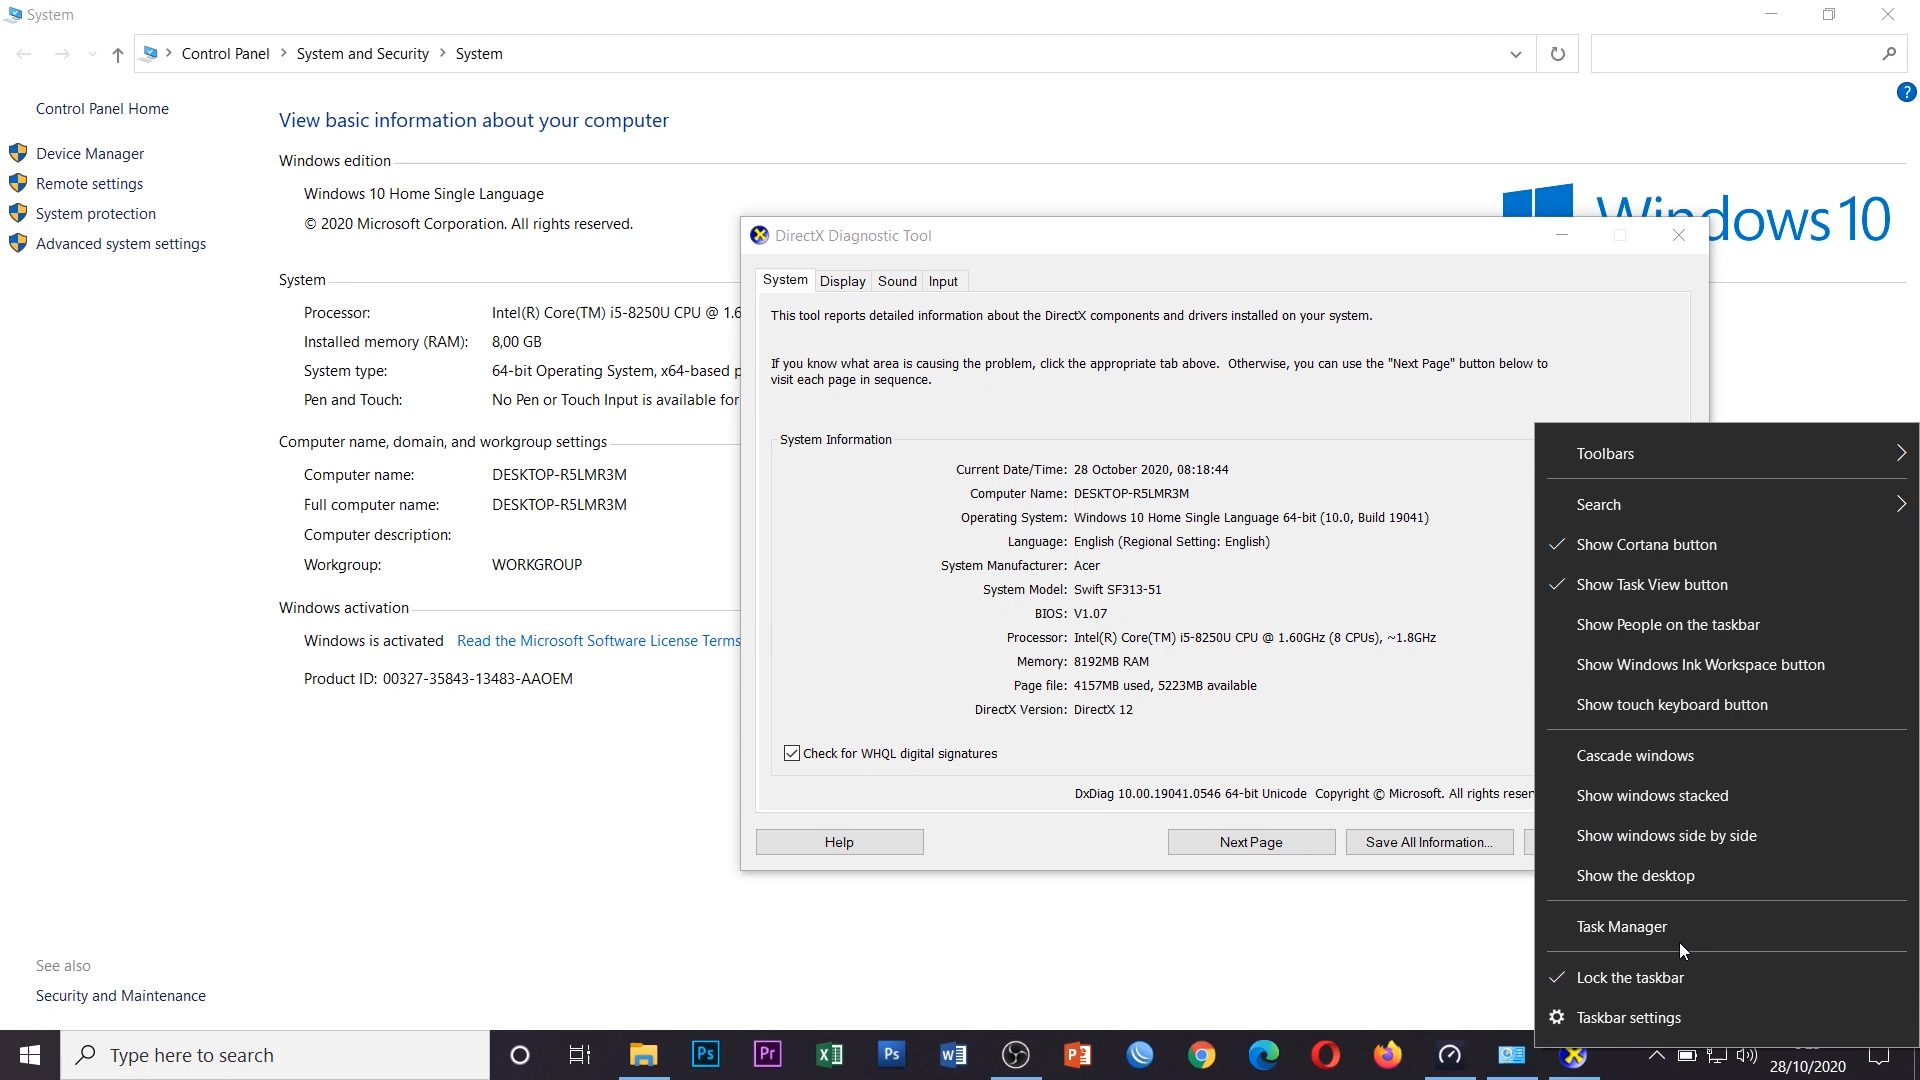 System
Control Panel > System and Security > System
Control Panel Home
Device Manager
Remote settings
System protection
Advanced system settings
See also
Security and Maintenance
View basic information about your computer
Windows edition
Windows 10 Home Single Language
© 2020 Microsoft Corporation. All rights reserved.
Windows 10
System
Processor: Intel(R) Core(TM) i5-8250U CPU @ 1.6
Installed memory (RAM): 8,00 GB
System type: 64-bit Operating System, x64-based p
Pen and Touch: No Pen or Touch Input is available for
Computer name, domain, and workgroup settings
Computer name: DESKTOP-R5LMR3M
Full computer name: DESKTOP-R5LMR3M
Computer description:
Workgroup: WORKGROUP
Windows activation
Windows is activated Read the Microsoft Software License Terms
Product ID: 00327-35843-13483-AAOEM
DirectX Diagnostic Tool
System Display Sound Input
This tool reports detailed information about the DirectX components and drivers installed on your system.
If you know what area is causing the problem, click the appropriate tab above. Otherwise, you can use the "Next Page" button below to
visit each page in sequence.
System Information
Current Date/Time: 28 October 2020, 08:18:44
Computer Name: DESKTOP-R5LMR3M
Operating System: Windows 10 Home Single Language 64-bit (10.0, Build 19041)
Language: English (Regional Setting: English)
System Manufacturer: Acer
System Model: Swift SF313-51
BIOS: V1.07
Processor: Intel(R) Core(TM) i5-8250U CPU @ 1.60GHz (8 CPUs), ~1.8GHz
Memory: 8192MB RAM
Page file: 4157MB used, 5223MB available
DirectX Version: DirectX 12
Check for WHQL digital signatures
DxDiag 10.00.19041.0546 64-bit Unicode Copyright © Microsoft. All rights reser
Help Next Page Save All Information...
Toolbars
Search
Show Cortana button
Show Task View button
Show People on the taskbar
Show Windows Ink Workspace button
Show touch keyboard button
Cascade windows
Show windows stacked
Show windows side by side
Show the desktop
Task Manager
Lock the taskbar
Taskbar settings
Type here to search
Ps Pr Ps
28/10/2020